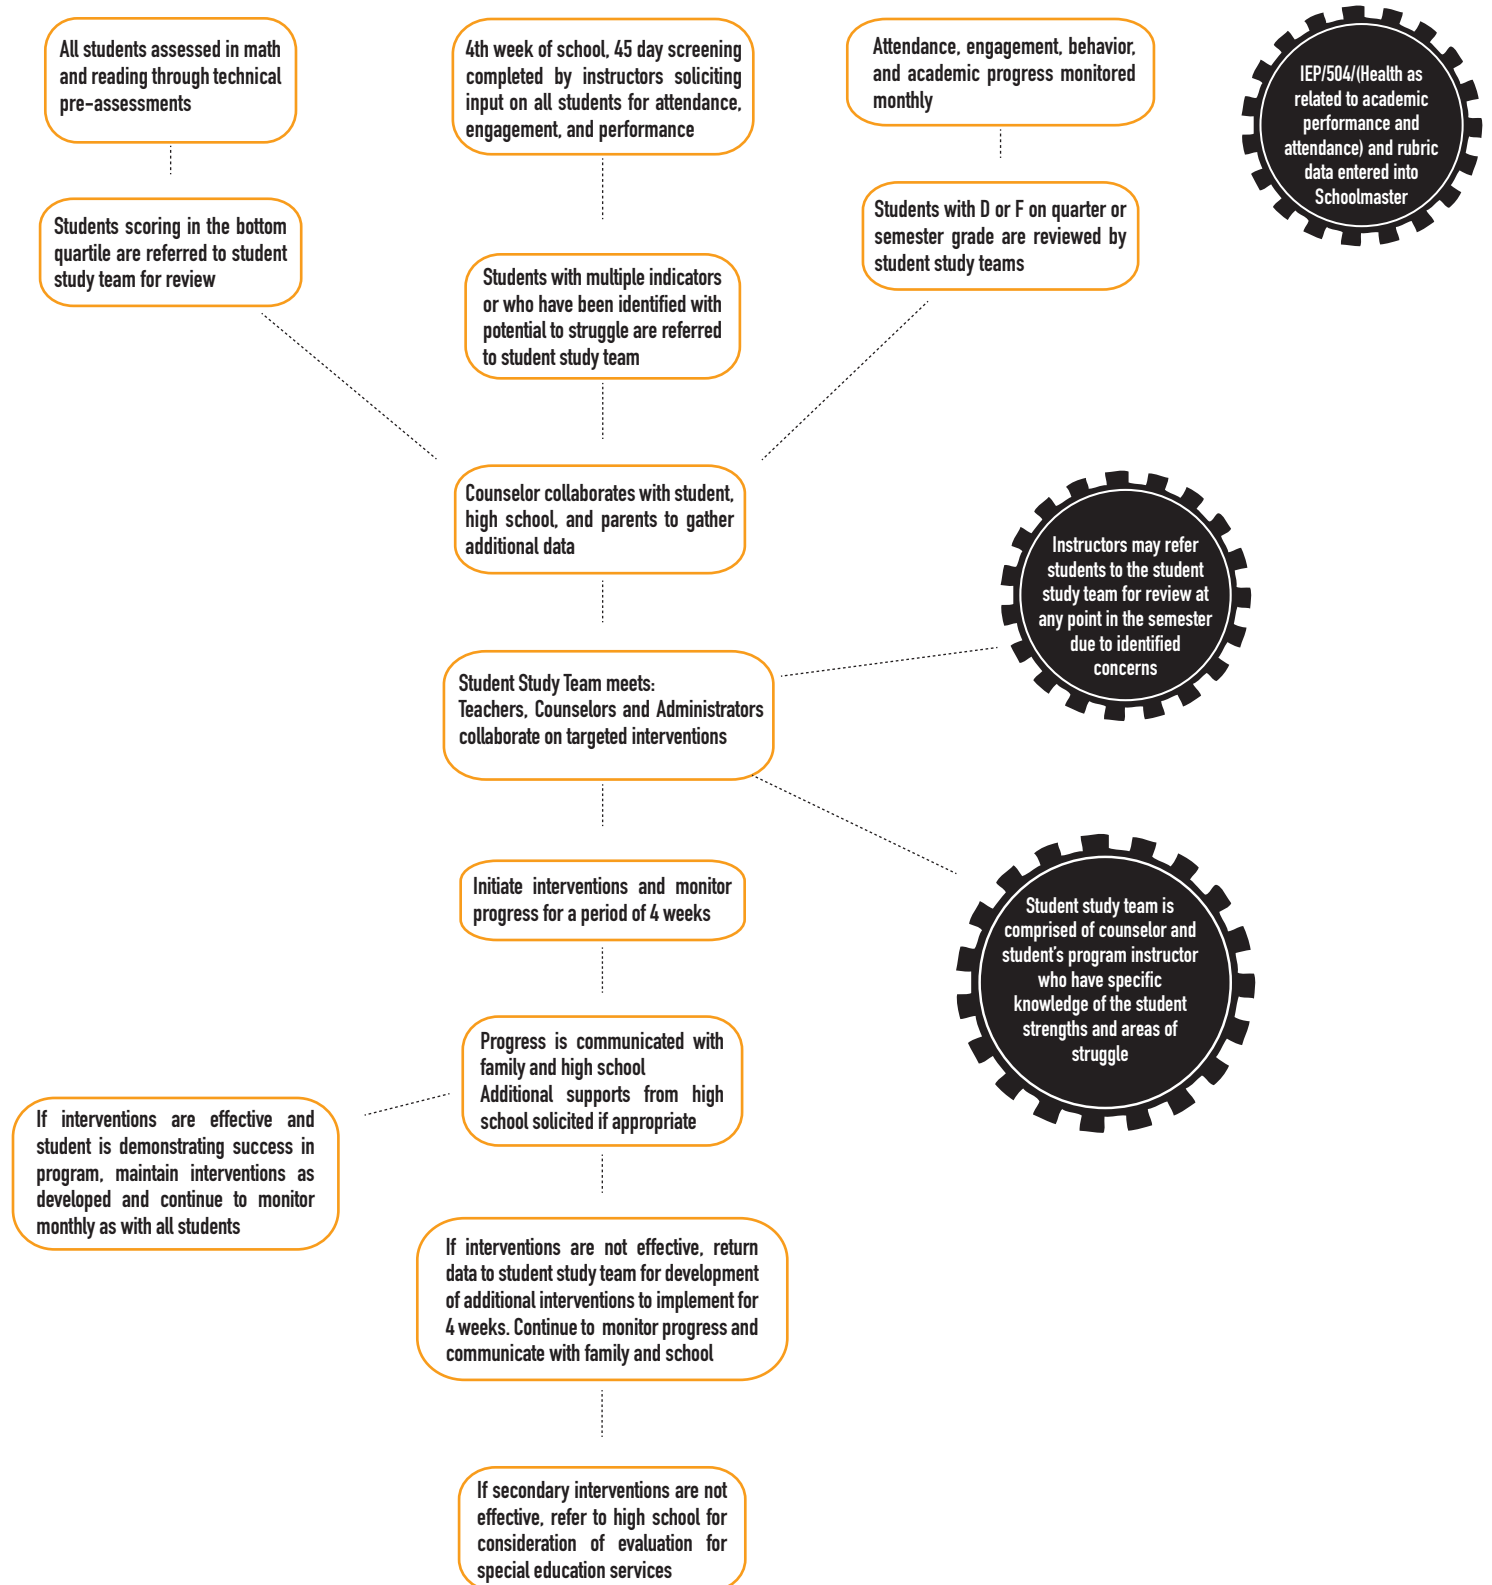 All students assessed in math
and reading through technical
pre-assessments
4th week of school, 45 day screening
completed by instructors soliciting
input on all students for attendance,
engagement, and performance
Attendance, engagement, behavior,
and academic progress monitored
monthly
IEP/504/(Health as
related to academic
performance and
attendance) and rubric
data entered into
Schoolmaster
Students scoring in the bottom
quartile are referred to student
study team for review
Students with multiple indicators
or who have been identified with
potential to struggle are referred
to student study team
Students with D or F on quarter or
semester grade are reviewed by
student study teams
Counselor collaborates with student,
high school, and parents to gather
additional data
Instructors may refer
students to the student
study team for review at
any point in the semester
due to identified
concerns
Student Study Team meets:
Teachers, Counselors and Administrators
collaborate on targeted interventions
Initiate interventions and monitor
progress for a period of 4 weeks
Student study team is
comprised of counselor and
student's program instructor
who have specific
knowledge of the student
strengths and areas of
struggle
Progress is communicated with
family and high school
Additional supports from high
school solicited if appropriate
If interventions are effective and
student is demonstrating success in
program, maintain interventions as
developed and continue to monitor
monthly as with all students
If interventions are not effective, return
data to student study team for development
of additional interventions to implement for
4 weeks. Continue to monitor progress and
communicate with family and school
If secondary interventions are not
effective, refer to high school for
consideration of evaluation for
special education services